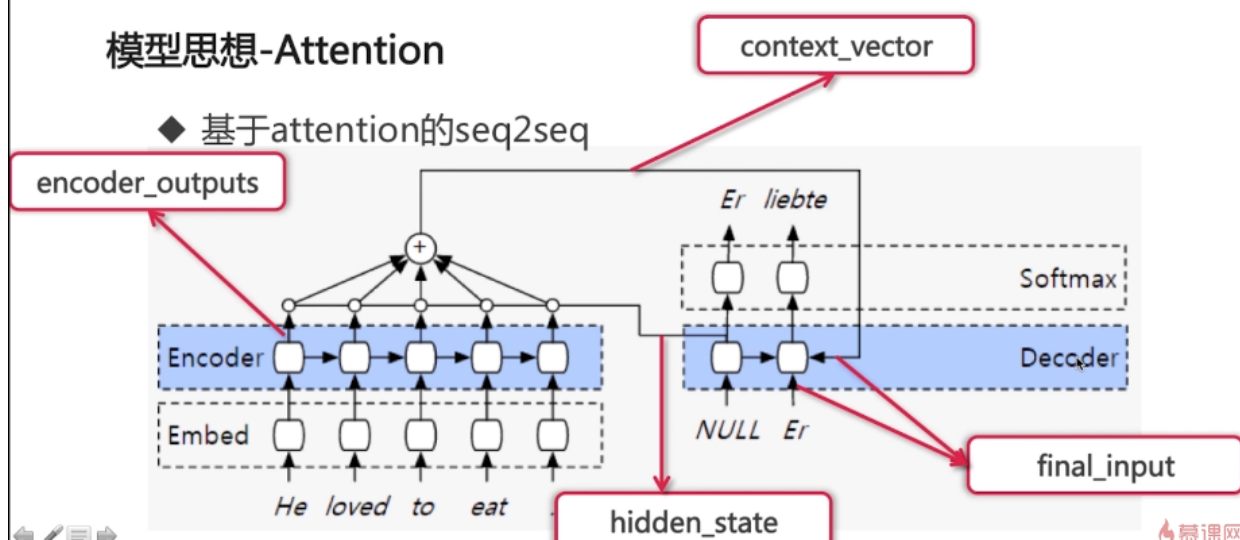 模型思想-Attention
context_vector
◆ 基于attention的seq2seq
encoder_outputs
Er liebte
+
Softmax
Encoder
Decoder
Embed
NULL Er
final_input
He loved to eat .
hidden_state
慕课网